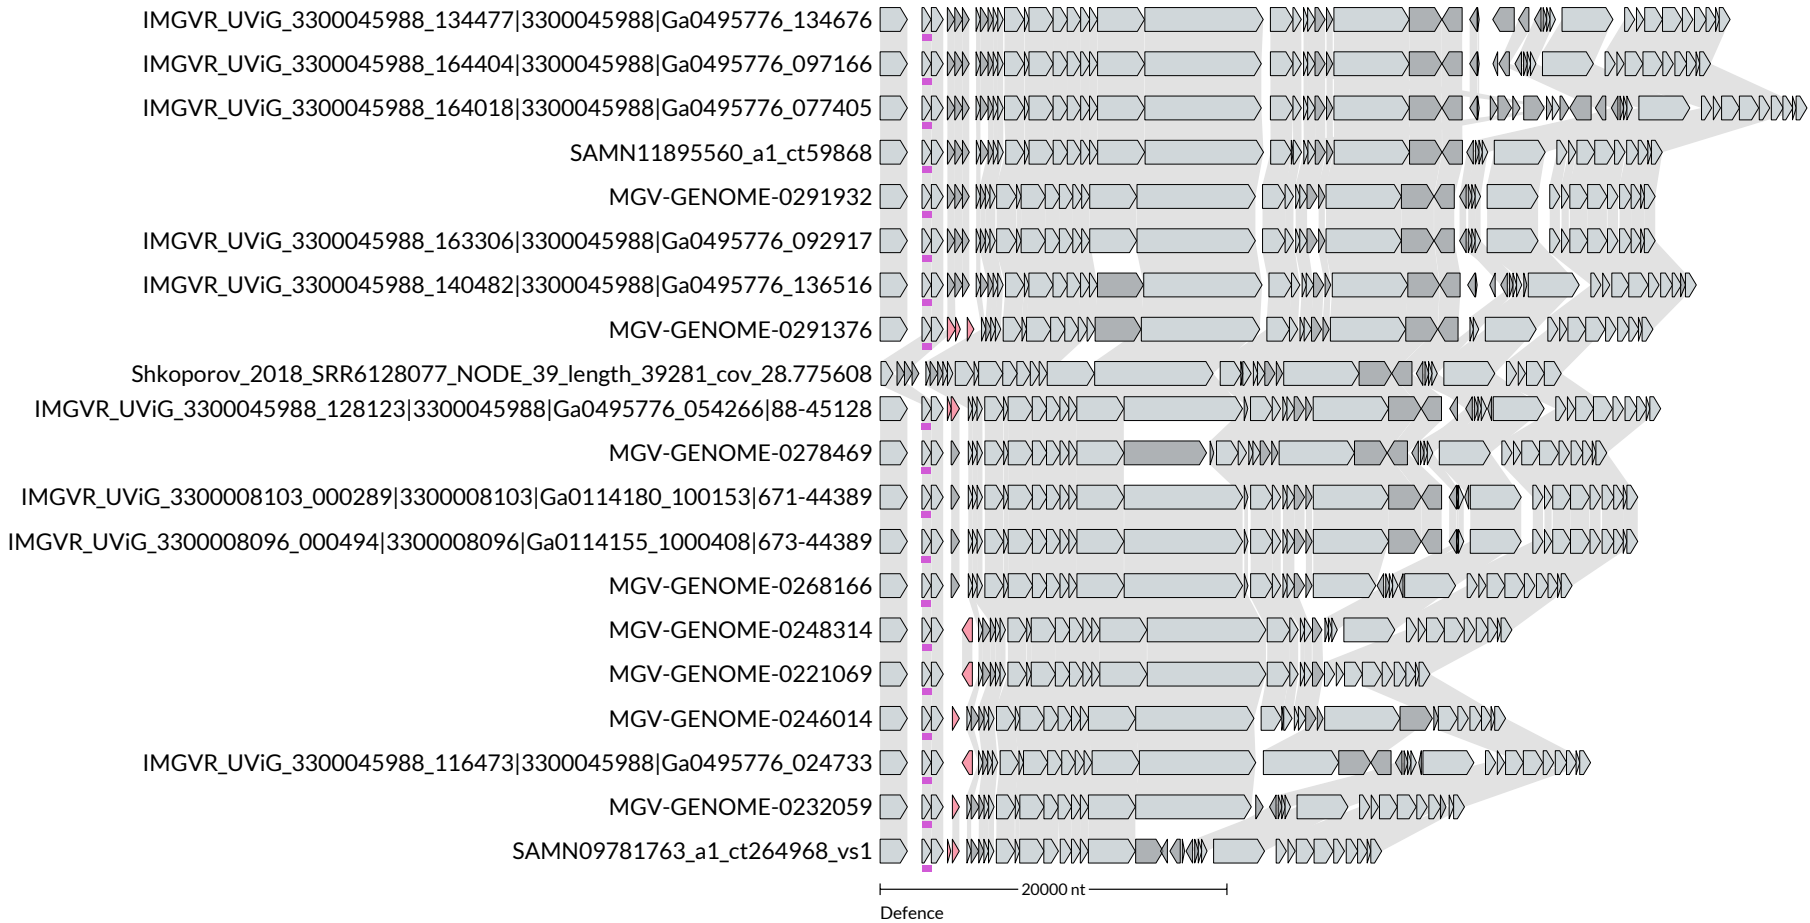 IMGVR_UViG_3300045988_134477|3300045988|Ga0495776_134676
IMGVR_UViG_3300045988_164404|3300045988|Ga0495776_097166
IMGVR_UViG_3300045988_164018|3300045988|Ga0495776_077405
SAMN11895560_a1_ct59868
MGV-GENOME-0291932
IMGVR_UViG_3300045988_163306|3300045988|Ga0495776_092917
IMGVR_UViG_3300045988_140482|3300045988|Ga0495776_136516
MGV-GENOME-0291376
Shkoporov_2018_SRR6128077_NODE_39_length_39281_cov_28.775608
IMGVR_UViG_3300045988_128123|3300045988|Ga0495776_054266|88-45128
MGV-GENOME-0278469
IMGVR_UViG_3300008103_000289|3300008103|Ga0114180_100153|671-44389
IMGVR_UViG_3300008096_000494|3300008096|Ga0114155_1000408|673-44389
MGV-GENOME-0268166
MGV-GENOME-0248314
MGV-GENOME-0221069
MGV-GENOME-0246014
IMGVR_UViG_3300045988_116473|3300045988|Ga0495776_024733
MGV-GENOME-0232059
SAMN09781763_a1_ct264968_vs1
20000 nt
Defence